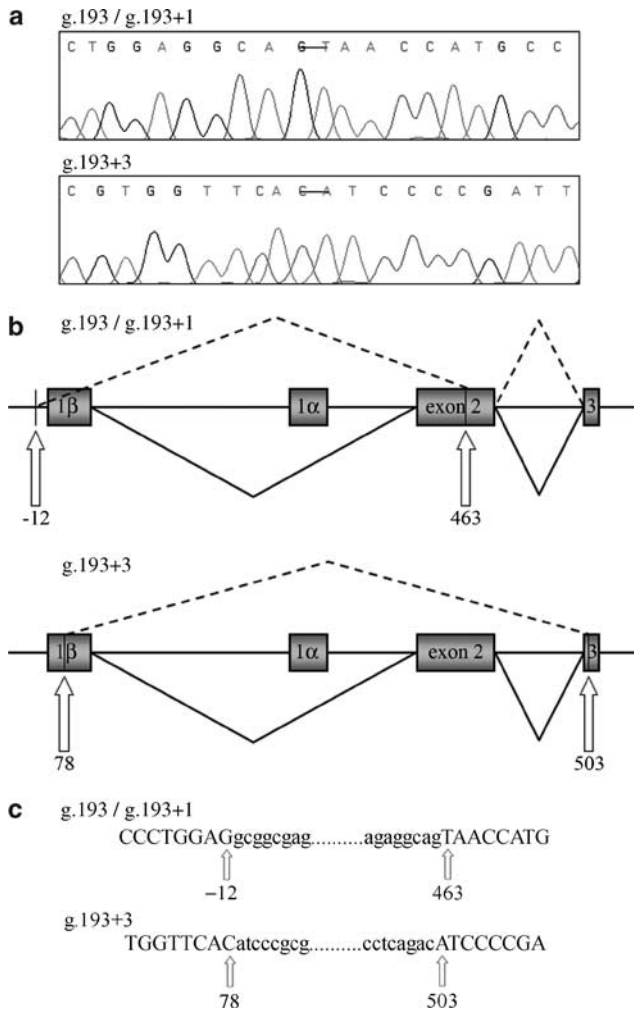 a
g.193 / g.193+1
C T G G A G G C A G T A A C C A T G C C
g.193+3
C G T G G T T C A C A T C C C C G A T T
b
g.193 / g.193+1
1β 1α exon 2 3
-12 463
g.193+3
1β 1α exon 2 3
78 503
c
g.193 / g.193+1
CCCTGGAGgcggcgag..........agaggcagTAACCATG
–12 463
g.193+3
TGGTTCACatcccgcg..........cctcagacATCCCCGA
78 503